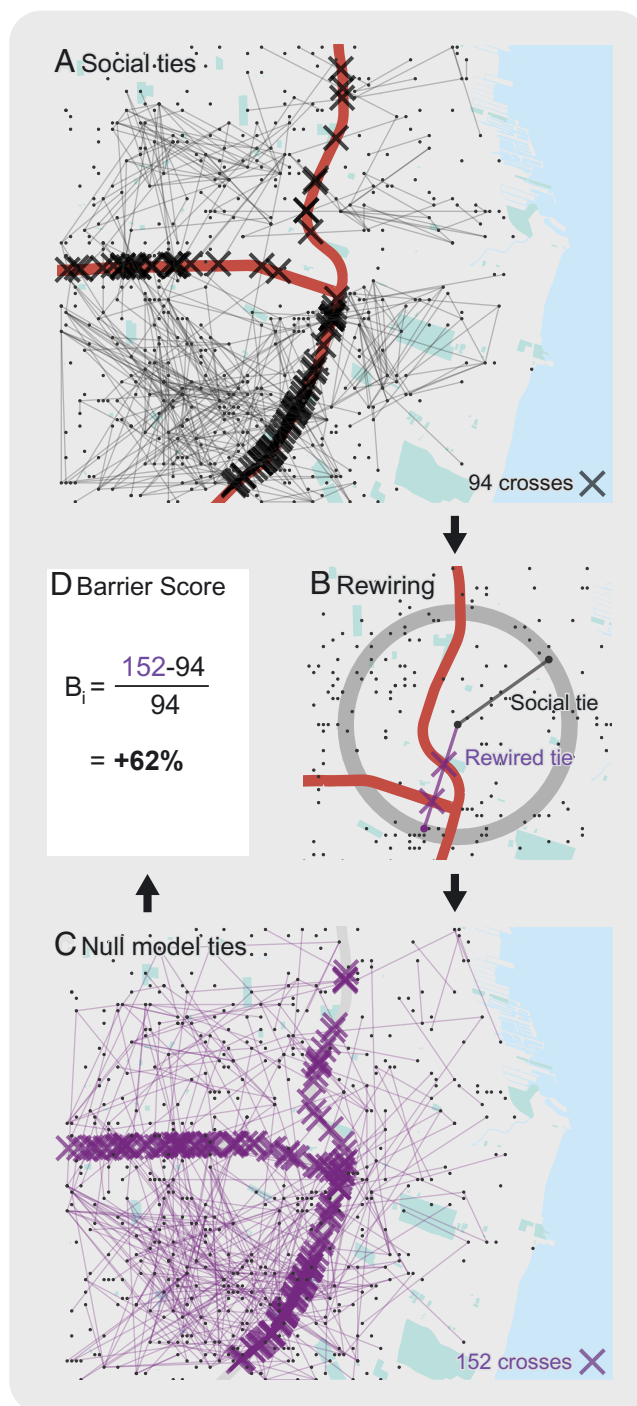 A Social ties
94 crosses
B Rewiring
Social tie
Rewired tie
D Barrier Score
B_i = 152-94
94
= +62%
C Null model ties
152 crosses